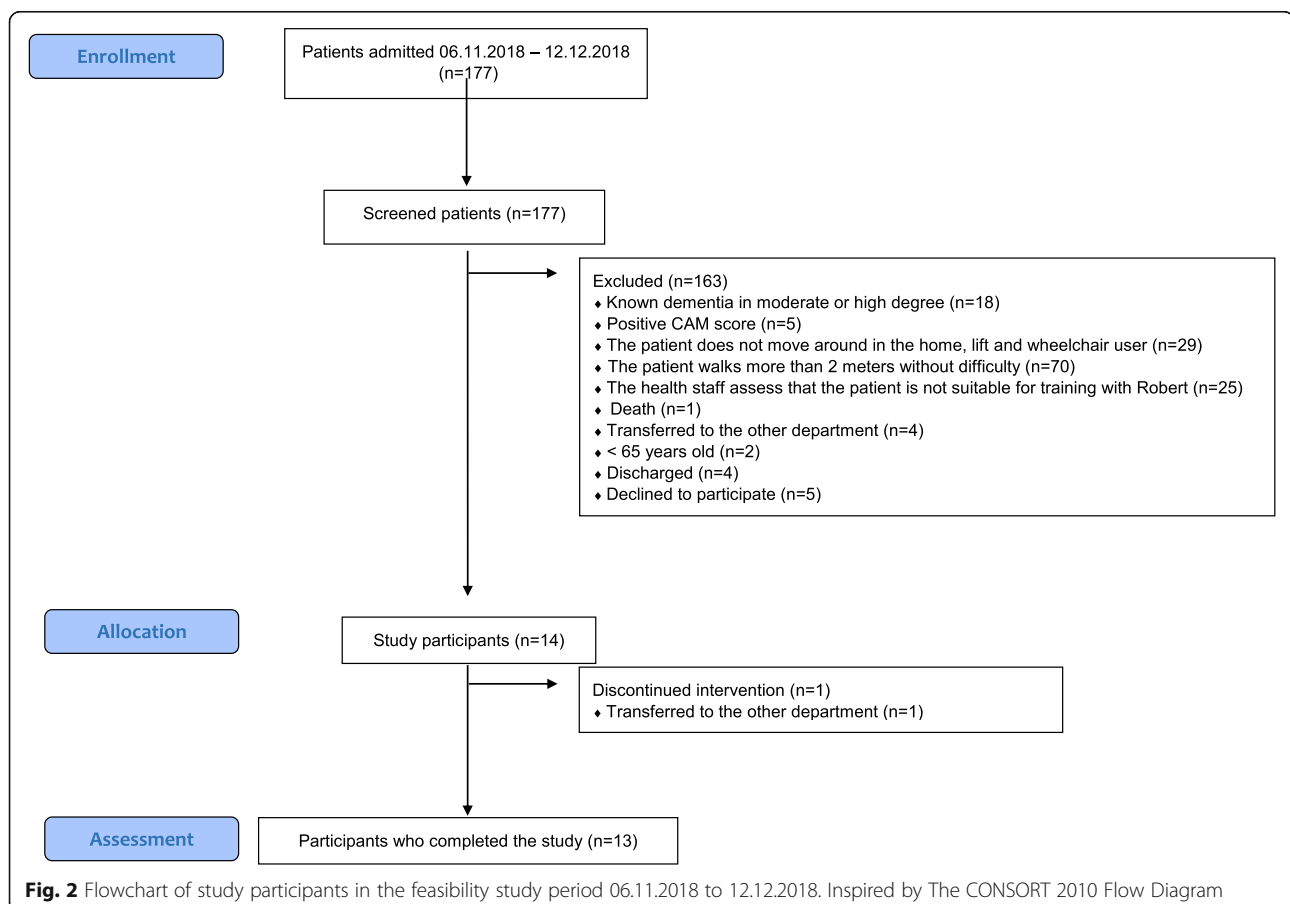 Enrollment
Patients admitted 06.11.2018 – 12.12.2018
(n=177)
Screened patients (n=177)
Excluded (n=163)
♦ Known dementia in moderate or high degree (n=18)
♦ Positive CAM score (n=5)
♦ The patient does not move around in the home, lift and wheelchair user (n=29)
♦ The patient walks more than 2 meters without difficulty (n=70)
♦ The health staff assess that the patient is not suitable for training with Robert (n=25)
♦ Death (n=1)
♦ Transferred to the other department (n=4)
♦ < 65 years old (n=2)
♦ Discharged (n=4)
♦ Declined to participate (n=5)
Allocation
Study participants (n=14)
Discontinued intervention (n=1)
♦ Transferred to the other department (n=1)
Assessment
Participants who completed the study (n=13)
Fig. 2 Flowchart of study participants in the feasibility study period 06.11.2018 to 12.12.2018. Inspired by The CONSORT 2010 Flow Diagram